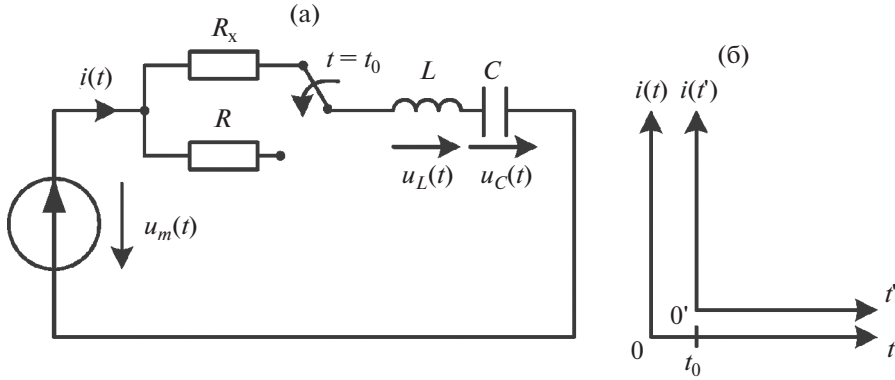 (а)
R_x
t = t_0
i(t)
L
C
R
u_L(t)
u_C(t)
u_m(t)
(б)
i(t)
i(t')
0'
t'
0
t_0
t